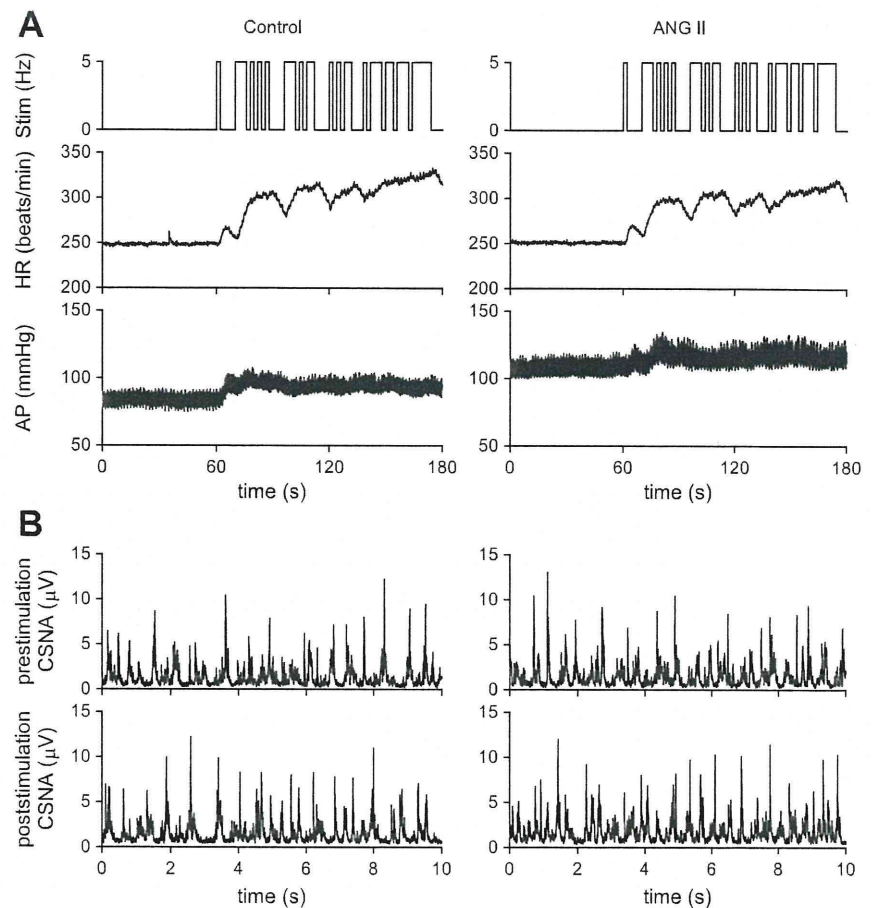 A
Control
ANG II
Stim (Hz)
5
0
5
0
HR (beats/min)
350
300
250
200
350
300
250
200
AP (mmHg)
150
100
50
150
100
50
0 60 120 180
0 60 120 180
time (s)
time (s)
B
prestimulation
CSNA (μV)
15
10
5
0
15
10
5
0
poststimulation
CSNA (μV)
15
10
5
0
15
10
5
0
0 2 4 6 8 10
0 2 4 6 8 10
time (s)
time (s)